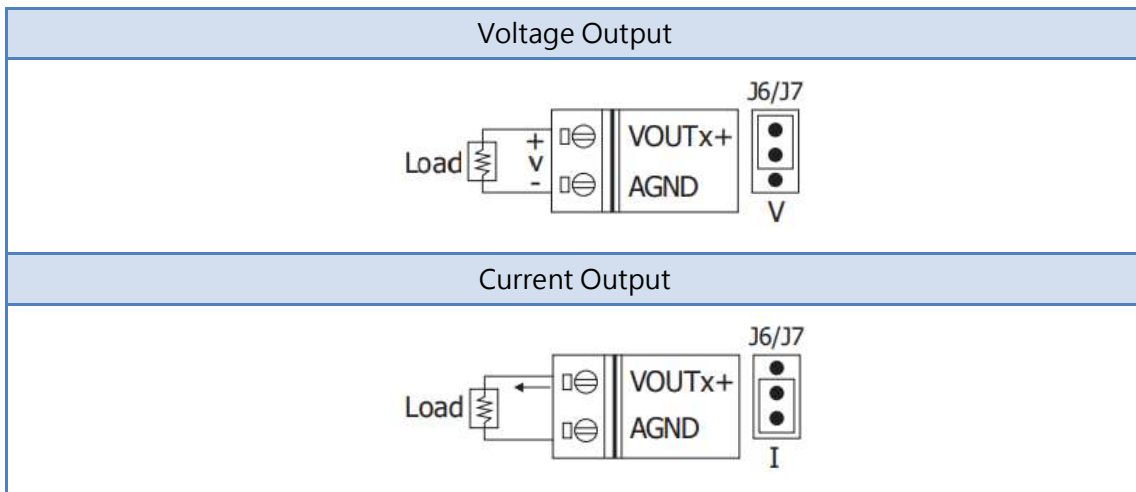 Voltage Output
J6/J7
VOUTx+
Load + V -
AGND
V
Current Output
J6/J7
VOUTx+
Load
AGND
I